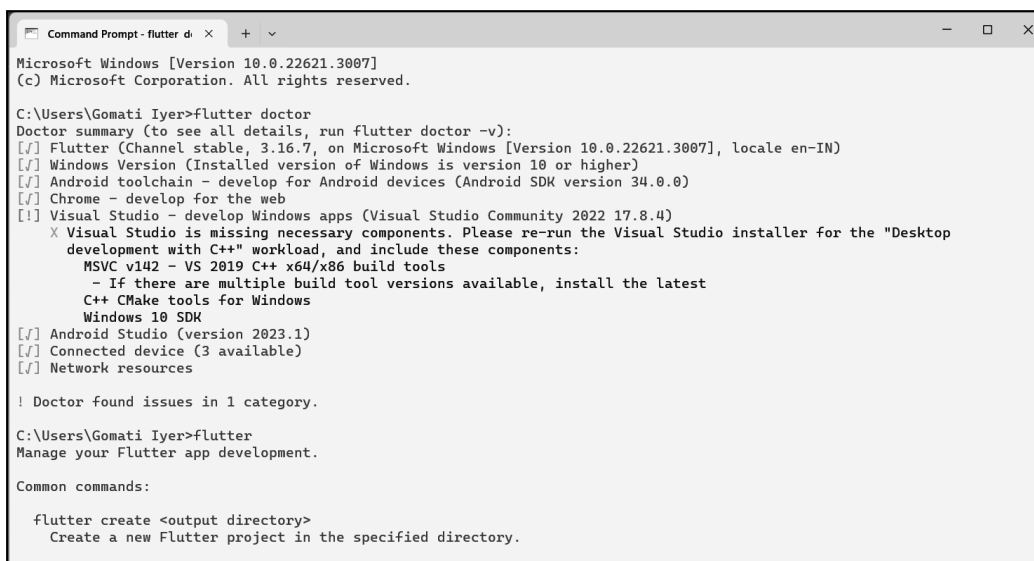 Command Prompt - flutter d
Microsoft Windows [Version 10.0.22621.3007]
(c) Microsoft Corporation. All rights reserved.
C:\Users\Gomati Iyer>flutter doctor
Doctor summary (to see all details, run flutter doctor -v):
[√] Flutter (Channel stable, 3.16.7, on Microsoft Windows [Version 10.0.22621.3007], locale en-IN)
[√] Windows Version (Installed version of Windows is version 10 or higher)
[√] Android toolchain - develop for Android devices (Android SDK version 34.0.0)
[√] Chrome - develop for the web
[!] Visual Studio - develop Windows apps (Visual Studio Community 2022 17.8.4)
X Visual Studio is missing necessary components. Please re-run the Visual Studio installer for the "Desktop
development with C++" workload, and include these components:
MSVC v142 - VS 2019 C++ x64/x86 build tools
- If there are multiple build tool versions available, install the latest
C++ CMake tools for Windows
Windows 10 SDK
[√] Android Studio (version 2023.1)
[√] Connected device (3 available)
[√] Network resources
! Doctor found issues in 1 category.
C:\Users\Gomati Iyer>flutter
Manage your Flutter app development.
Common commands:
flutter create <output directory>
Create a new Flutter project in the specified directory.